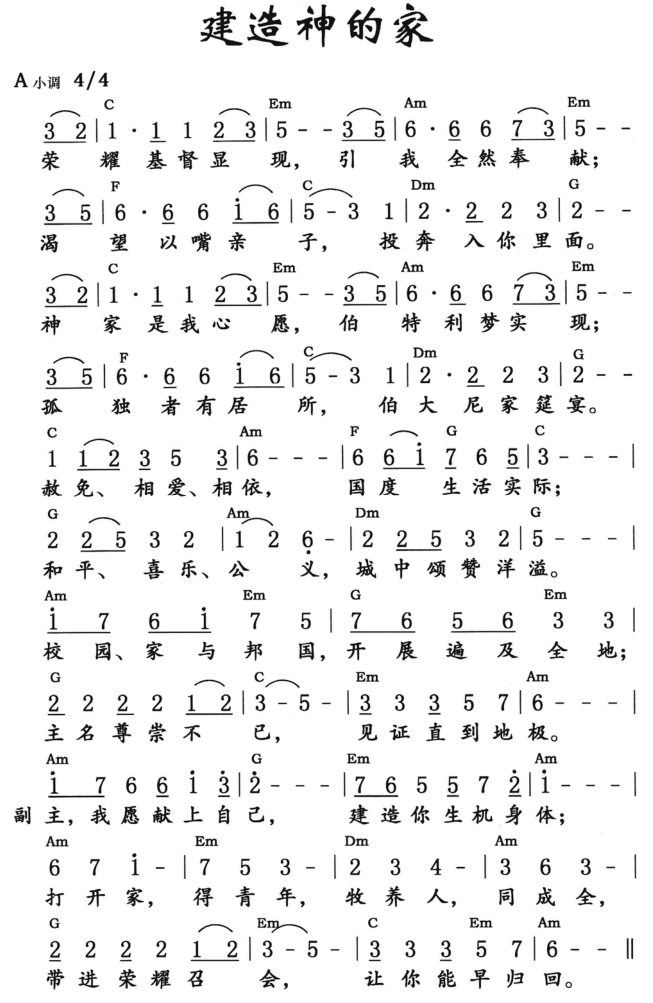 建造神的家
A 小调 4/4
C Em Am Em
3 2 | 1 · 1 1 2 3 | 5 - - 3 5 | 6 · 6 6 7 3 | 5 - -
荣 耀 基 督 显 现， 引 我 全 然 奉 献；
F C Dm G
3 5 | 6 · 6 6 i 6 | 5 - 3 1 | 2 · 2 2 3 | 2 - -
渴 望 以 嘴 亲 子， 投 奔 入 你 里 面。
C Em Am Em
3 2 | 1 · 1 1 2 3 | 5 - - 3 5 | 6 · 6 6 7 3 | 5 - -
神 家 是 我 心 愿， 伯 特 利 梦 实 现；
F C Dm G
3 5 | 6 · 6 6 i 6 | 5 - 3 1 | 2 · 2 2 3 | 2 - -
孤 独 者 有 居 所， 伯 大 尼 家 筵 宴。
C Am F G C
1 1 2 3 5 3 | 6 - - - | 6 6 i 7 6 5 | 3 - - - |
赦 免、 相 爱、 相 依， 国 度 生 活 实 际；
G Am Dm G
2 2 5 3 2 | 1 2 6 - | 2 2 5 3 2 | 5 - - - |
和 平、 喜 乐、 公 义， 城 中 颂 赞 洋 溢。
Am Em G Em
i 7 6 i 7 5 | 7 6 5 6 3 3 |
校 园、 家 与 邦 国， 开 展 遍 及 全 地；
G C Em Am
2 2 2 2 1 2 | 3 - 5 - | 3 3 3 5 7 | 6 - - - |
主 名 尊 崇 不 已， 见 证 直 到 地 极。
Am G Em Am
i 7 6 6 i 3 | 2 - - - | 7 6 5 5 7 2 | i - - - |
副 主， 我 愿 献 上 自 己， 建 造 你 生 机 身 体；
Am Em Dm Am
6 7 i - | 7 5 3 - | 2 3 4 - | 3 6 3 - |
打 开 家， 得 青 年， 牧 养 人， 同 成 全，
G Em C Em Am
2 2 2 2 1 2 | 3 - 5 - | 3 3 3 5 7 | 6 - - ‖
带 进 荣 耀 召 会， 让 你 能 早 归 回。